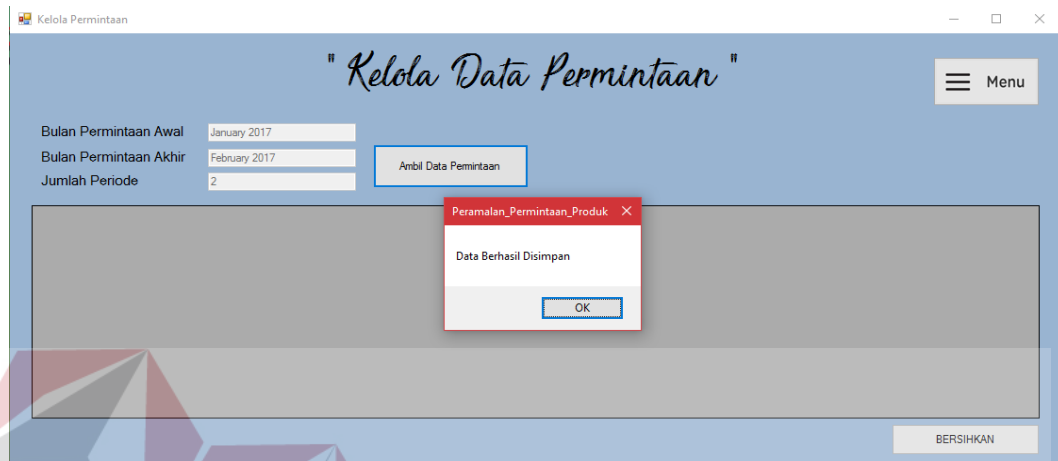 Kelola Permintaan
" Kelola Data Permintaan "
Menu
Bulan Permintaan Awal January 2017
Bulan Permintaan Akhir February 2017
Jumlah Periode 2
Ambil Data Permintaan
Peramalan_Permintaan_Produk
Data Berhasil Disimpan
OK
BERSIHKAN